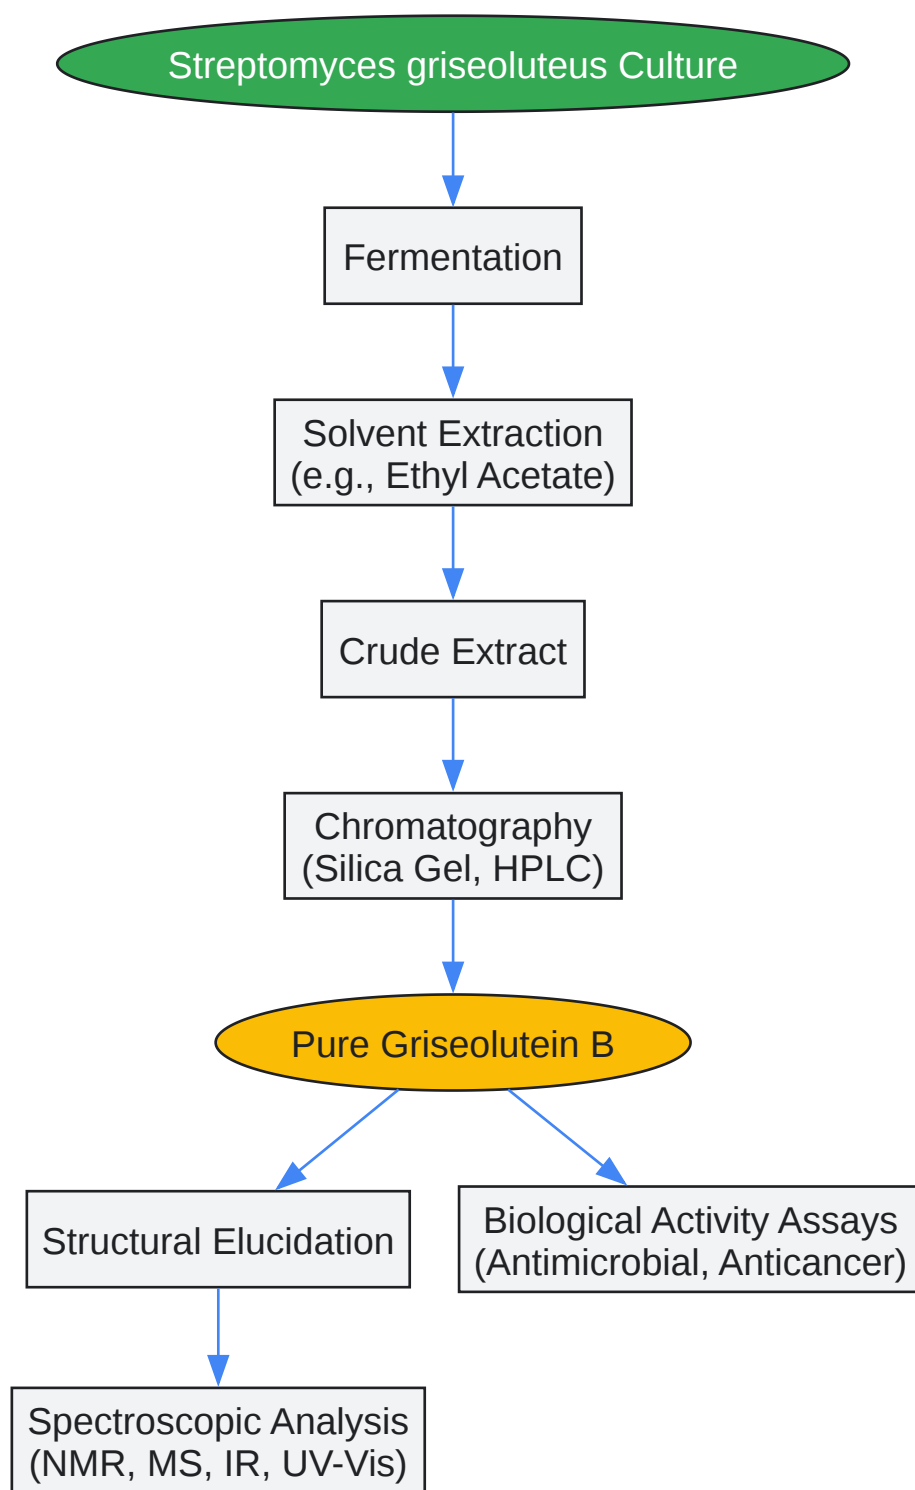 Streptomyces griseoluteus Culture
Fermentation
Solvent Extraction
(e.g., Ethyl Acetate)
Crude Extract
Chromatography
(Silica Gel, HPLC)
Pure Griseolutein B
Structural Elucidation
Biological Activity Assays
(Antimicrobial, Anticancer)
Spectroscopic Analysis
(NMR, MS, IR, UV-Vis)